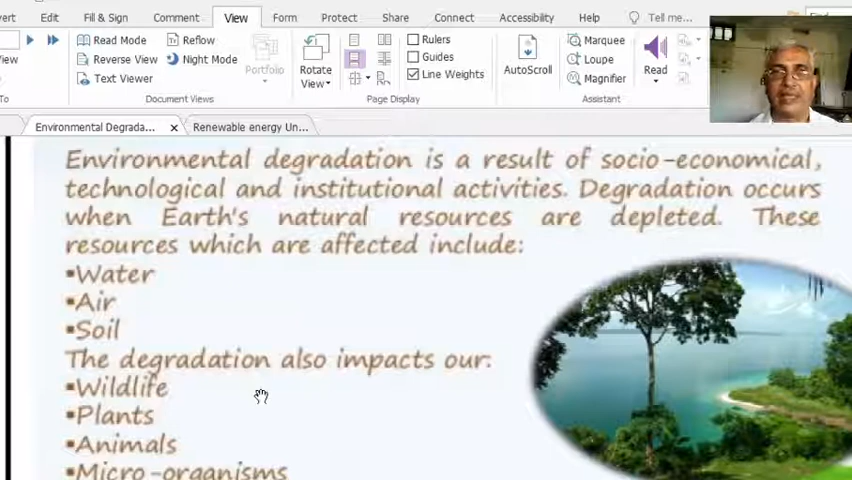 Edit Fill & Sign Comment View Form Protect Share Connect Accessibility Help Tell me...
Read Mode Reflow
Reverse View Night Mode
Text Viewer
Portfolio
Rotate
View
Rulers
Guides
Line Weights
AutoScroll
Marquee
Loupe
Magnifier
Read
Document Views Page Display Assistant
Environmental Degrada... x Renewable energy Un...
Environmental degradation is a result of socio-economical,
technological and institutional activities. Degradation occurs
when Earth's natural resources are depleted. These
resources which are affected include:
▪Water
▪Air
▪Soil
The degradation also impacts our:
▪Wildlife
▪Plants
▪Animals
▪Micro-organisms